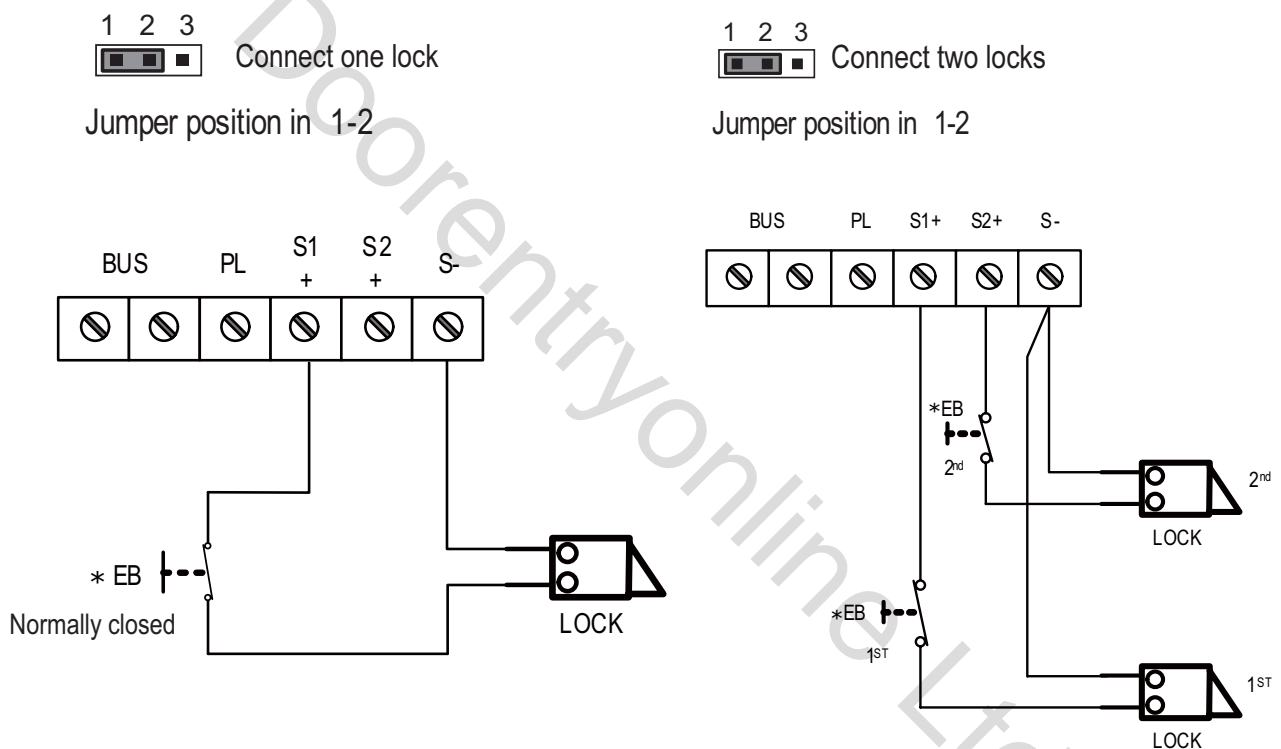 1 2 3
Connect one lock
Jumper position in 1-2
BUS PL S1 + S2 + S-
* EB
Normally closed
LOCK
1 2 3
Connect two locks
Jumper position in 1-2
BUS PL S1+ S2+ S-
*EB
2nd
2nd
LOCK
*EB
1ST
1ST
LOCK
Doorentryonline Ltd